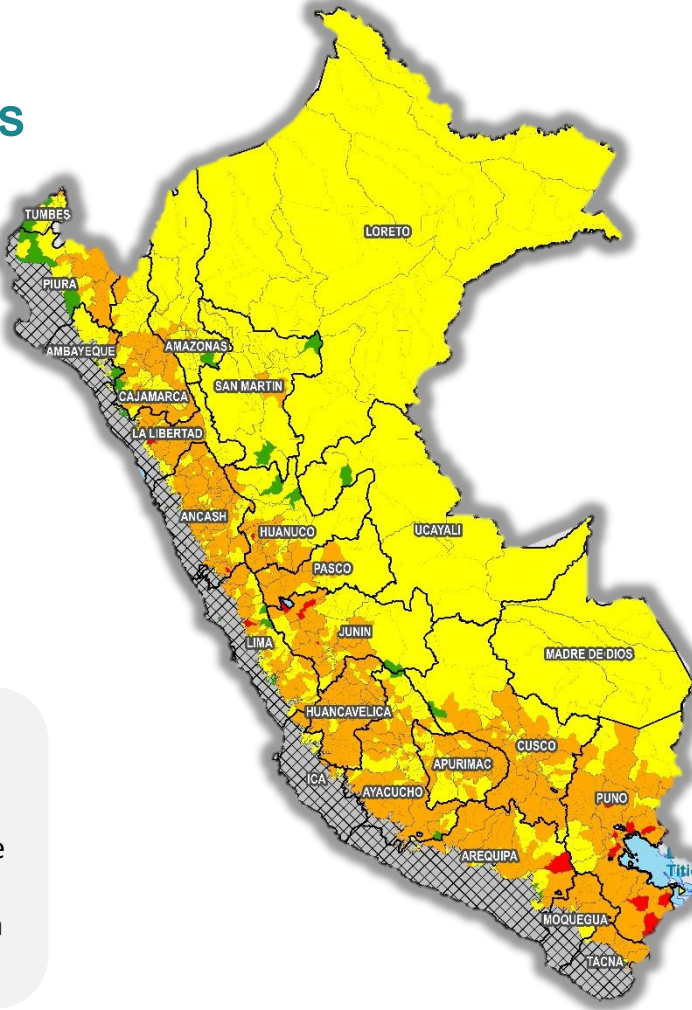 s
TUMBES
LORETO
PIURA
AMBAYEQUE
AMAZONAS
SAN MARTIN
CAJAMARCA
LA LIBERTAD
ANCASH
HUANUCO
UCAYALI
PASCO
JUNIN
LIMA
MADRE DE DIOS
HUANCAVELICA
CUSCO
APURIMAC
ICA
AYACUCHO
PUNO
e
AREQUIPA
Titi
MOQUEGUA
TACNA